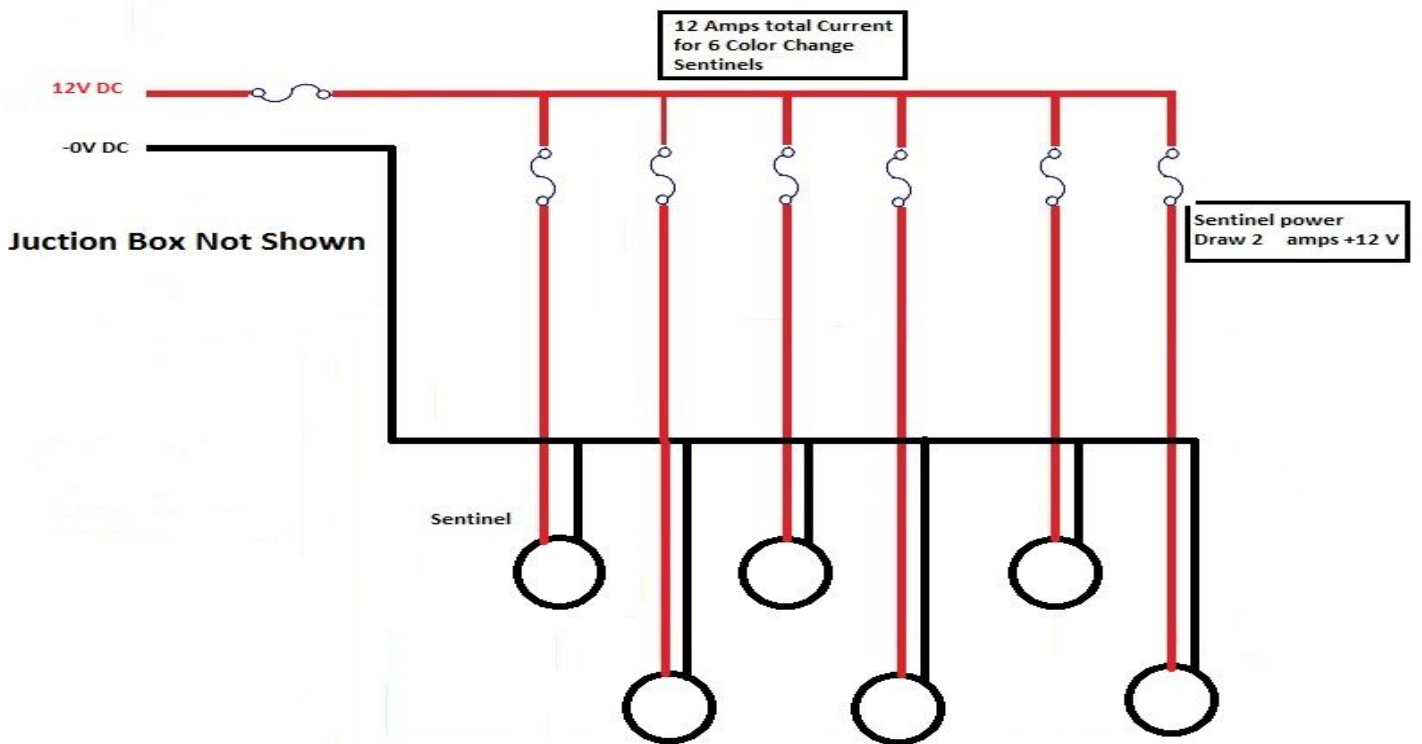 12 Amps total Current
for 6 Color Change
Sentinels
12V DC
-0V DC
Juction Box Not Shown
Sentinel power
Draw 2 amps +12 V
Sentinel